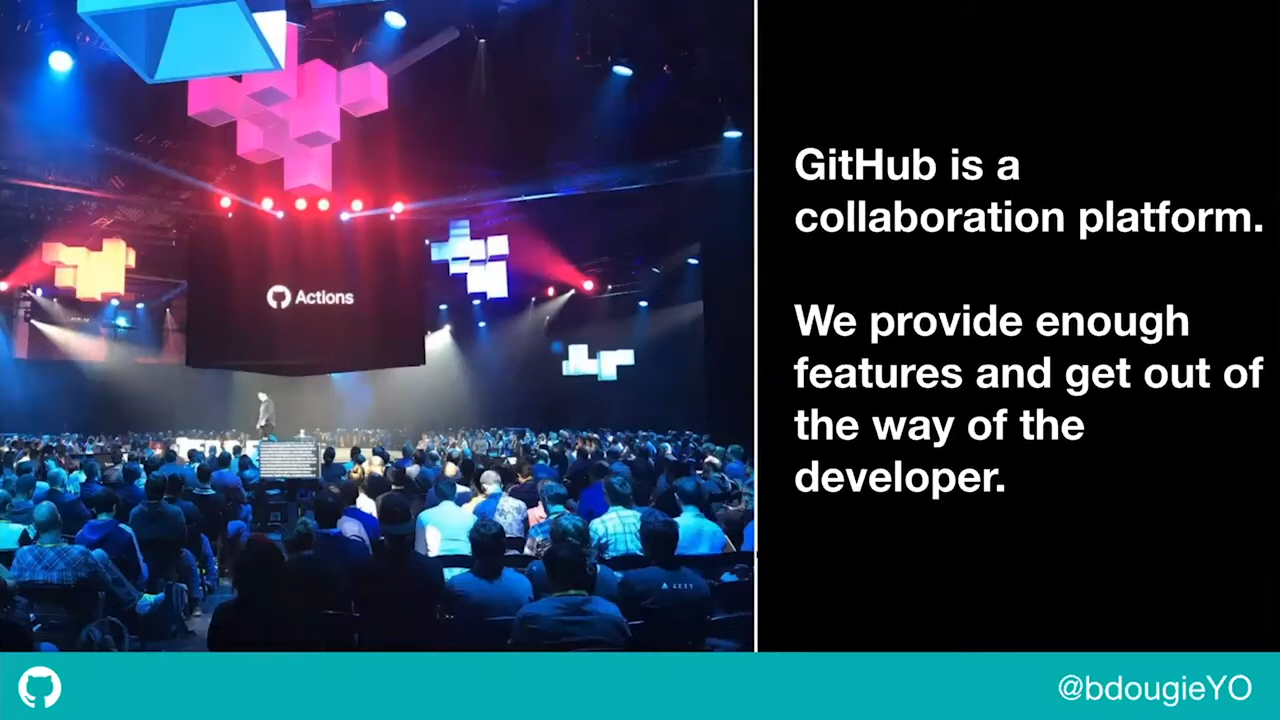 Actions
GitHub is a
collaboration platform.
We provide enough
features and get out of
the way of the
developer.
@bdougieYO